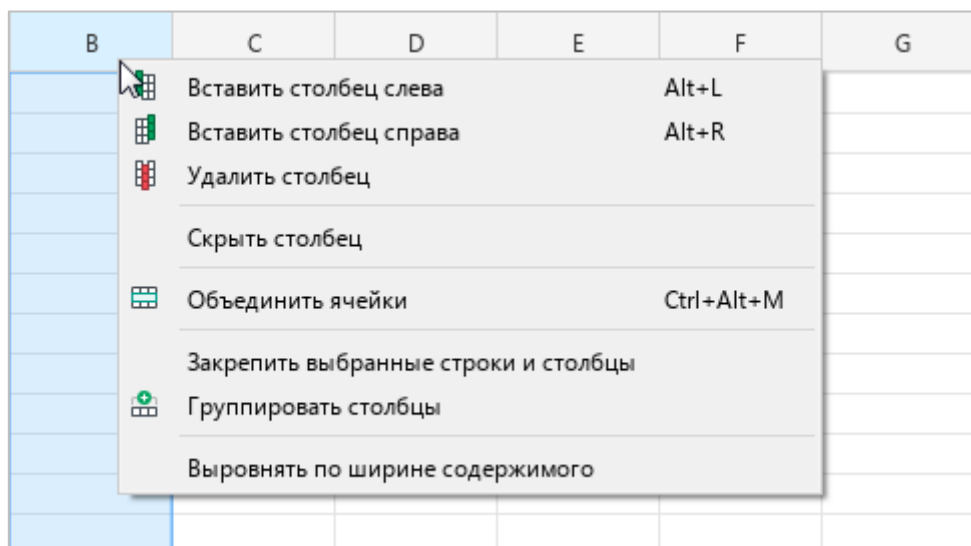 B C D E F G
Вставить столбец слева Alt+L
Вставить столбец справа Alt+R
Удалить столбец
Скрыть столбец
Объединить ячейки Ctrl+Alt+M
Закрепить выбранные строки и столбцы
Группировать столбцы
Выровнять по ширине содержимого